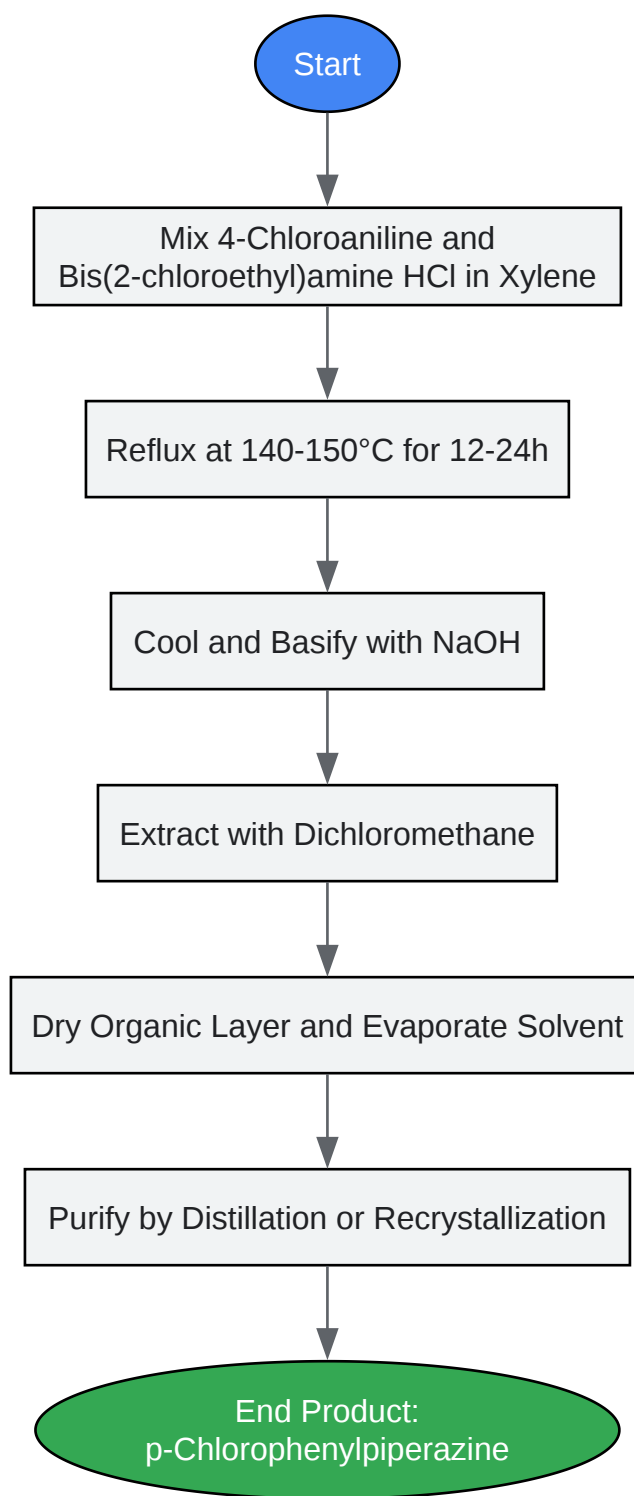 Start
Mix 4-Chloroaniline and
Bis(2-chloroethyl)amine HCl in Xylene
Reflux at 140-150°C for 12-24h
Cool and Basify with NaOH
Extract with Dichloromethane
Dry Organic Layer and Evaporate Solvent
Purify by Distillation or Recrystallization
End Product:
p-Chlorophenylpiperazine